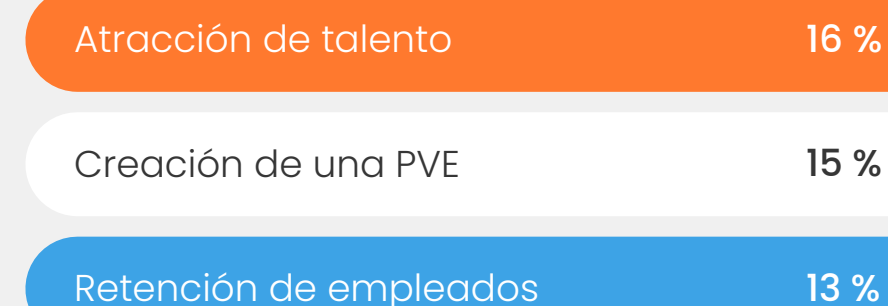 Atracción de talento 16 %
Creación de una PVE 15 %
Retención de empleados 13 %